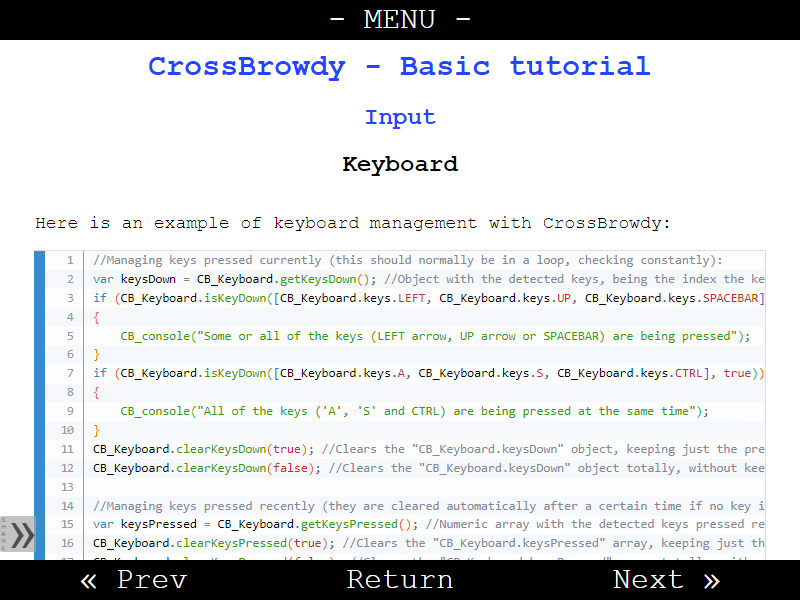 - MENU -
CrossBrowdy - Basic tutorial
Input
Keyboard
Here is an example of keyboard management with CrossBrowdy:
1 //Managing keys pressed currently (this should normally be in a loop, checking constantly):
2 var keysDown = CB_Keyboard.getKeysDown(); //Object with the detected keys, being the index the ke
3 if (CB_Keyboard.isKeyDown([CB_Keyboard.keys.LEFT, CB_Keyboard.keys.UP, CB_Keyboard.keys.SPACEBAR]
4 {
5 CB_console("Some or all of the keys (LEFT arrow, UP arrow or SPACEBAR) are being pressed");
6 }
7 if (CB_Keyboard.isKeyDown([CB_Keyboard.keys.A, CB_Keyboard.keys.S, CB_Keyboard.keys.CTRL], true))
8 {
9 CB_console("All of the keys ('A', 'S' and CTRL) are being pressed at the same time");
10 }
11 CB_Keyboard.clearKeysDown(true); //Clears the "CB_Keyboard.keysDown" object, keeping just the pre
12 CB_Keyboard.clearKeysDown(false); //Clears the "CB_Keyboard.keysDown" object totally, without kee
13
14 //Managing keys pressed recently (they are cleared automatically after a certain time if no key i
15 var keysPressed = CB_Keyboard.getKeysPressed(); //Numeric array with the detected keys pressed re
16 CB_Keyboard.clearKeysPressed(true); //Clears the "CB_Keyboard.keysPressed" array, keeping just th
SHARE »
« Prev Return Next »